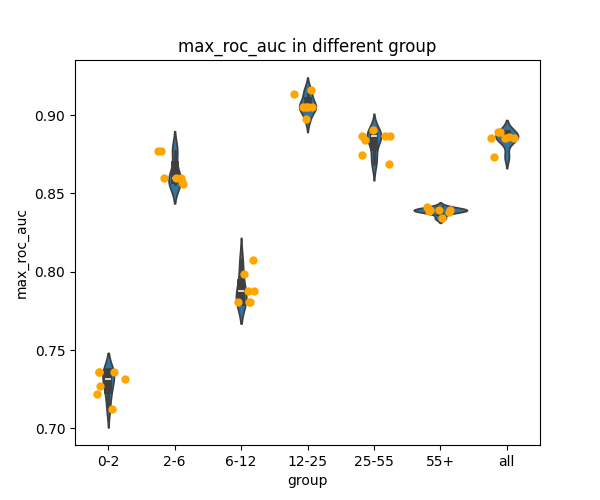 max_roc_auc in different group
max_roc_auc
0.90
0.85
0.80
0.75
0.70
0-2 2-6 6-12 12-25 25-55 55+ all
group